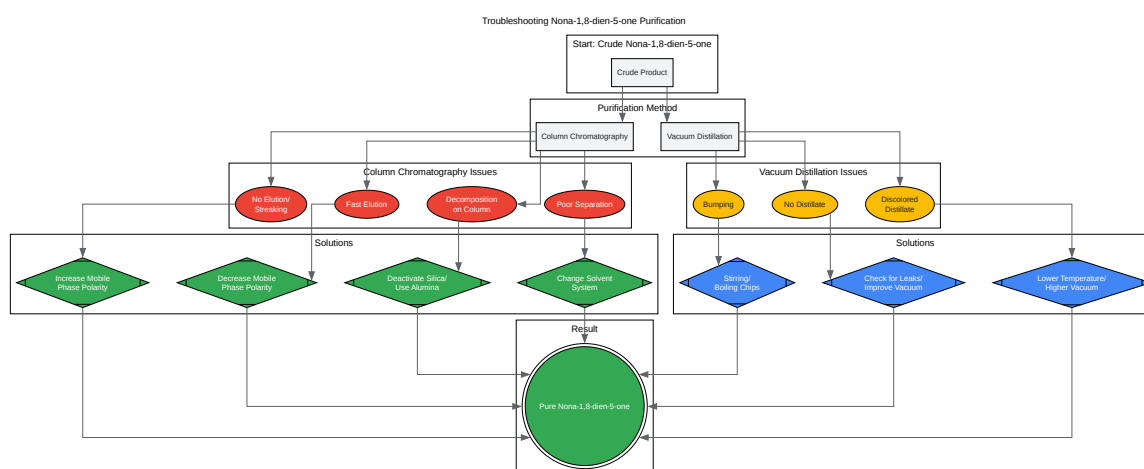 Troubleshooting Nona-1,8-dien-5-one Purification
Start: Crude Nona-1,8-dien-5-one
Crude Product
Purification Method
Column Chromatography
Vacuum Distillation
Column Chromatography Issues
Vacuum Distillation Issues
No Elution/
Streaking
Fast Elution
Decomposition
on Column
Poor Separation
Bumping
No Distillate
Discolored
Distillate
Solutions
Solutions
Increase Mobile
Phase Polarity
Decrease Mobile
Phase Polarity
Deactivate Silica/
Use Alumina
Change Solvent
System
Stirring/
Boiling Chips
Check for Leaks/
Improve Vacuum
Lower Temperature/
Higher Vacuum
Result
Pure Nona-1,8-dien-5-one